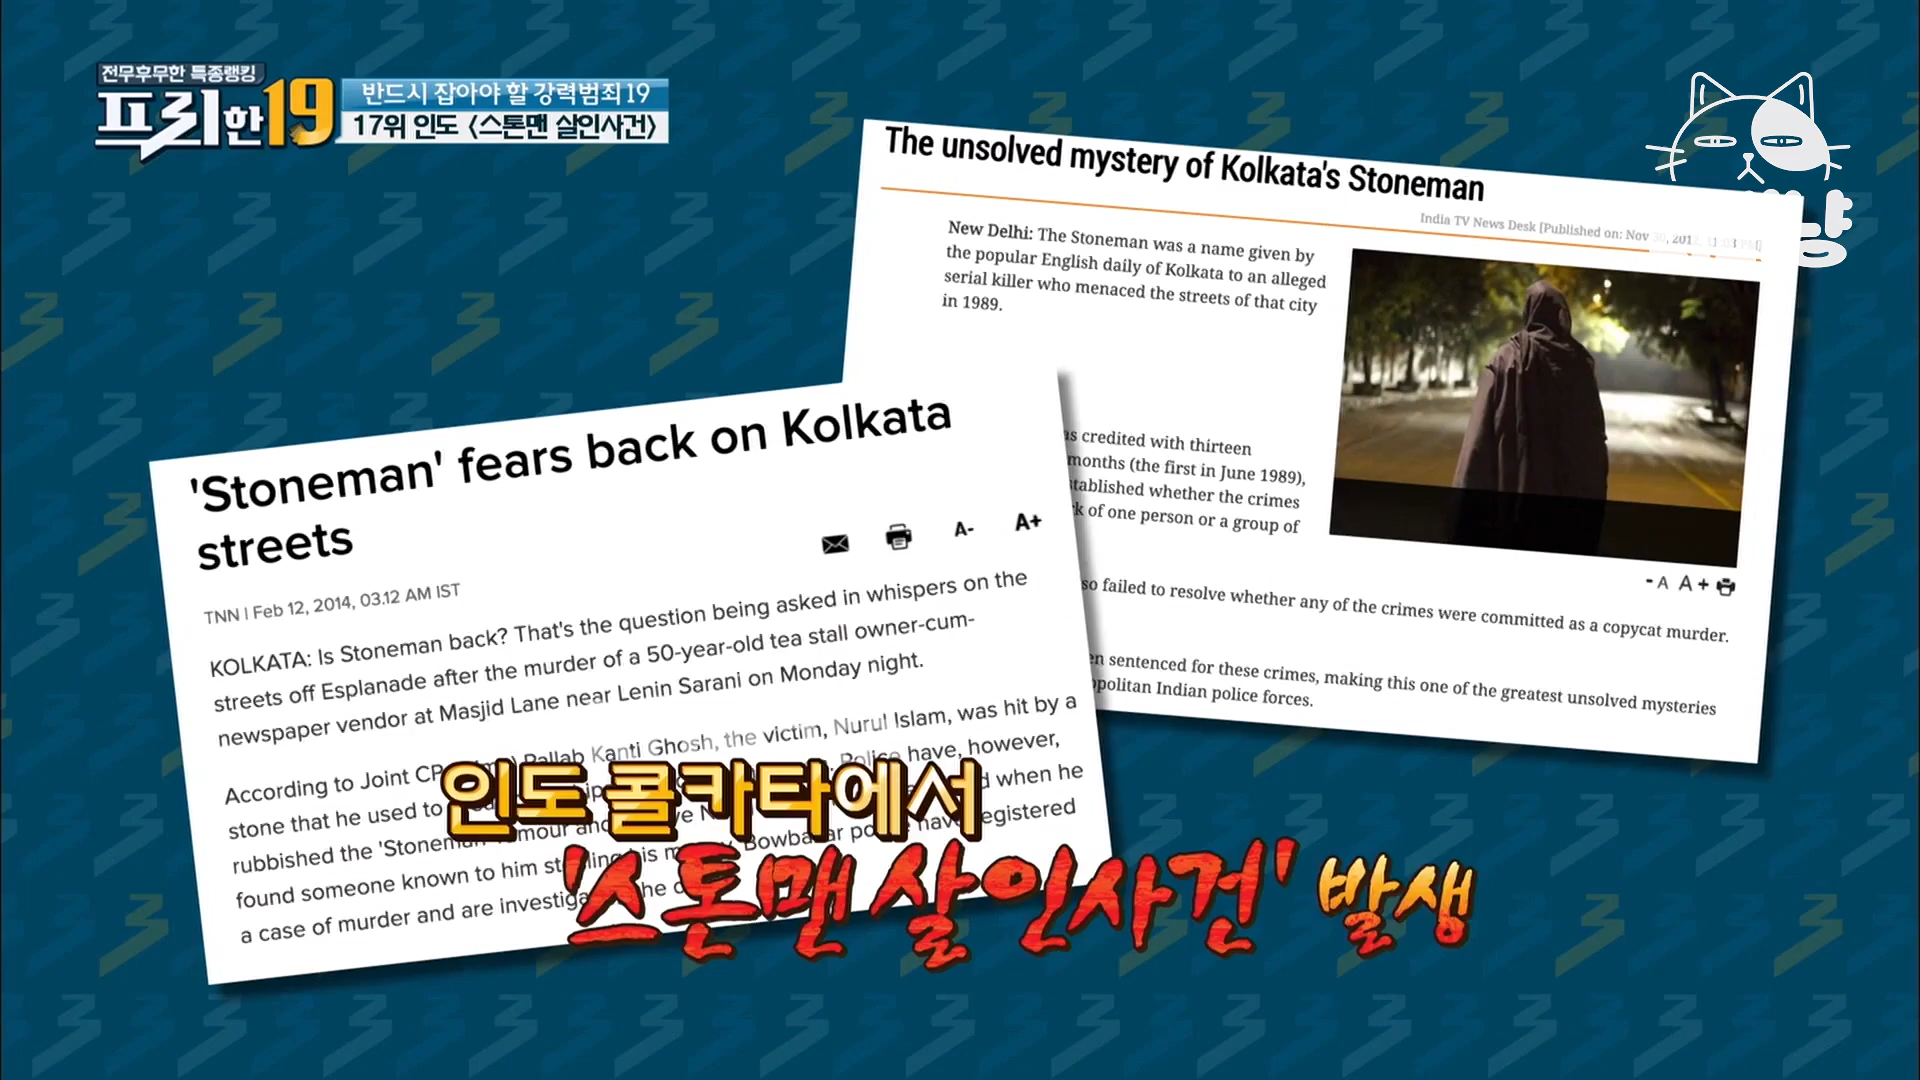 전무후무한 특종랭킹
프리한19
반드시 잡아야 할 강력범죄 19
17위 인도 <스톤맨 살인사건>
The unsolved mystery of Kolkata's Stoneman
India TV News Desk [Published on: Nov
New Delhi: The Stoneman was a name given by
the popular English daily of Kolkata to an alleged
serial killer who menaced the streets of that city
in 1989.
credited with thirteen
months (the first in June 1989),
whether the crimes
of one person or a group of
- A A + 
failed to resolve whether any of the crimes were committed as a copycat murder.
sentenced for these crimes, making this one of the greatest unsolved mysteries
Indian police forces.
'Stoneman' fears back on Kolkata
streets
A- A+
TNN | Feb 12, 2014, 03.12 AM IST
KOLKATA: Is Stoneman back? That's the question being asked in whispers on the
streets off Esplanade after the murder of a 50-year-old tea stall owner-cum-
newspaper vendor at Masjid Lane near Lenin Sarani on Monday night.
According to Joint CP Pallab Kanti Ghosh, the victim, Nurul Islam, was hit by a
stone that he used to Police have, however,
rubbished the 'Stoneman' rumour and when he
found someone known to him Bowbazar police have registered
a case of murder and are investigating
인도 콜카타에서
'스톤맨 살인사건' 발생